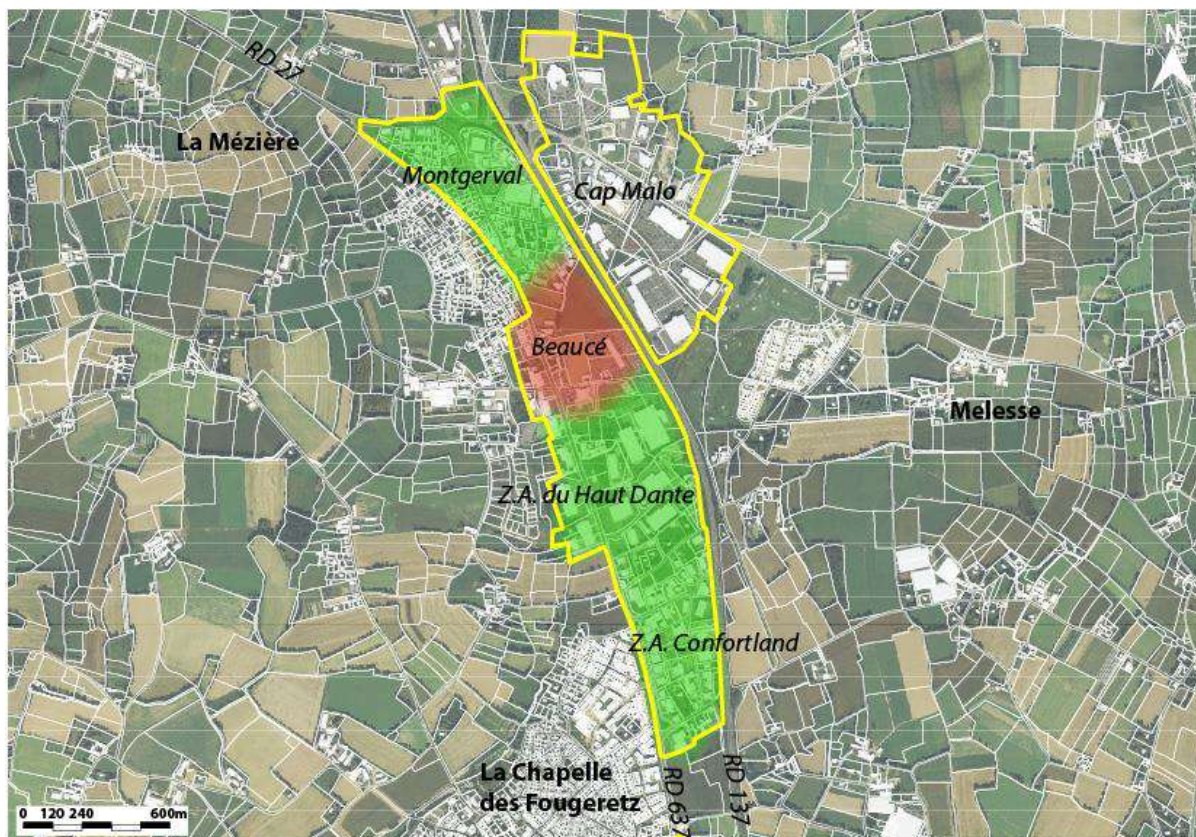 N
RD 27
La Mézière
Montgerval
Cap Malo
Beaucé
Melesse
Z.A. du Haut Dante
Z.A. Confortland
La Chapelle
des Fougeretz
RD 637
RD 137
0 120 240 600m